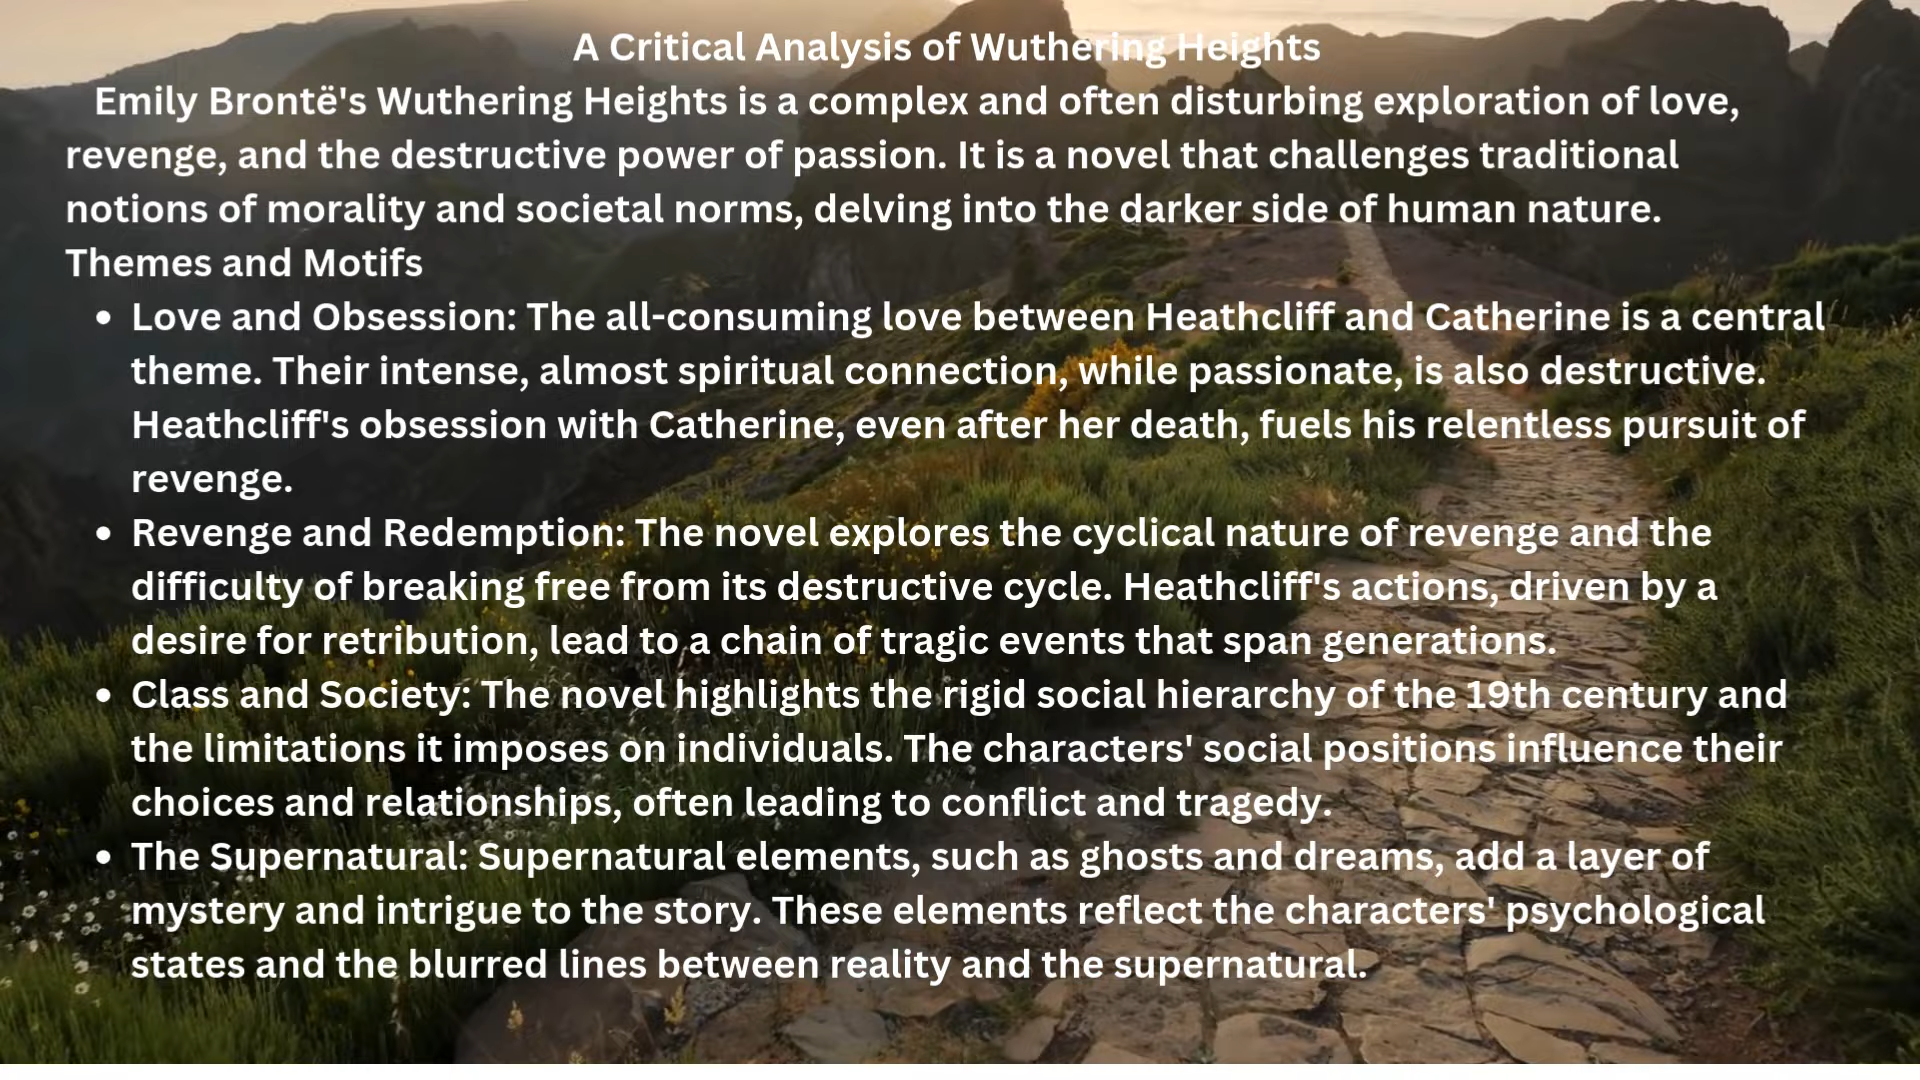 A Critical Analysis of Wuthering Heights
Emily Brontë's Wuthering Heights is a complex and often disturbing exploration of love,
revenge, and the destructive power of passion. It is a novel that challenges traditional
notions of morality and societal norms, delving into the darker side of human nature.
Themes and Motifs
• Love and Obsession: The all-consuming love between Heathcliff and Catherine is a central
theme. Their intense, almost spiritual connection, while passionate, is also destructive.
Heathcliff's obsession with Catherine, even after her death, fuels his relentless pursuit of
revenge.
• Revenge and Redemption: The novel explores the cyclical nature of revenge and the
difficulty of breaking free from its destructive cycle. Heathcliff's actions, driven by a
desire for retribution, lead to a chain of tragic events that span generations.
• Class and Society: The novel highlights the rigid social hierarchy of the 19th century and
the limitations it imposes on individuals. The characters' social positions influence their
choices and relationships, often leading to conflict and tragedy.
• The Supernatural: Supernatural elements, such as ghosts and dreams, add a layer of
mystery and intrigue to the story. These elements reflect the characters' psychological
states and the blurred lines between reality and the supernatural.